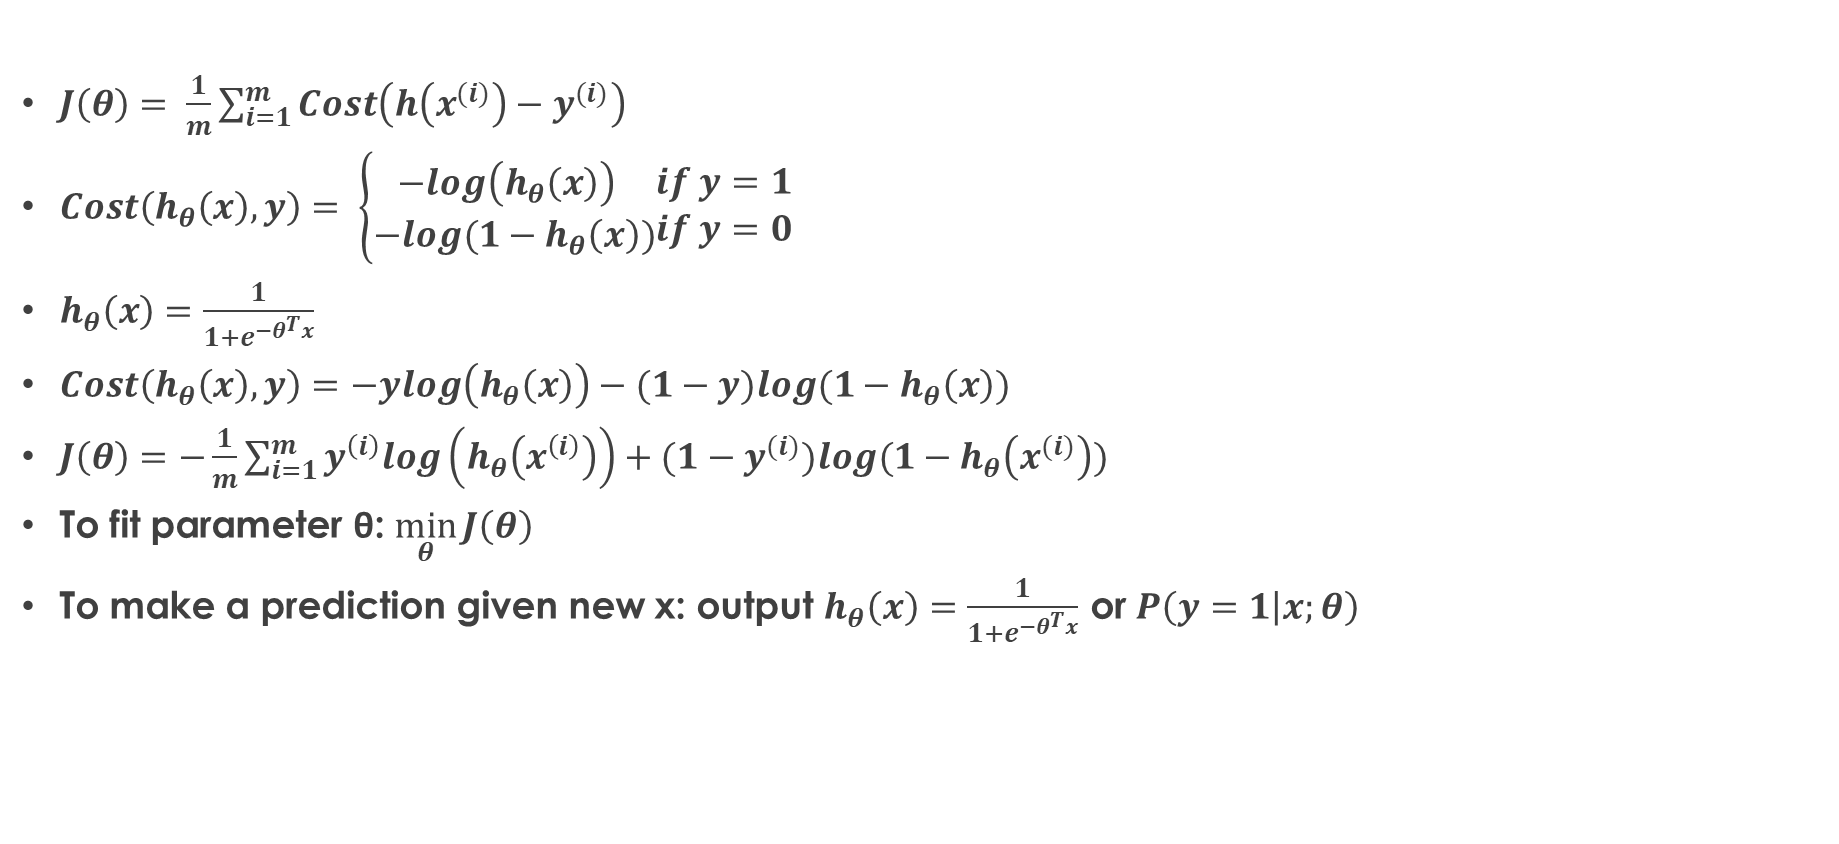 • J(θ) = 1/m ∑_{i=1}^{m} Cost(h(x^{(i)}) − y^{(i)})
• Cost(h_θ(x), y) = { −log(h_θ(x)) if y = 1
−log(1 − h_θ(x)) if y = 0
• h_θ(x) = 1/(1+e^{−θ^T x})
• Cost(h_θ(x), y) = −ylog(h_θ(x)) − (1 − y)log(1 − h_θ(x))
• J(θ) = −1/m ∑_{i=1}^{m} y^{(i)}log(h_θ(x^{(i)})) + (1 − y^{(i)})log(1 − h_θ(x^{(i)}))
• To fit parameter θ: min_θ J(θ)
• To make a prediction given new x: output h_θ(x) = 1/(1+e^{−θ^T x}) or P(y = 1|x; θ)